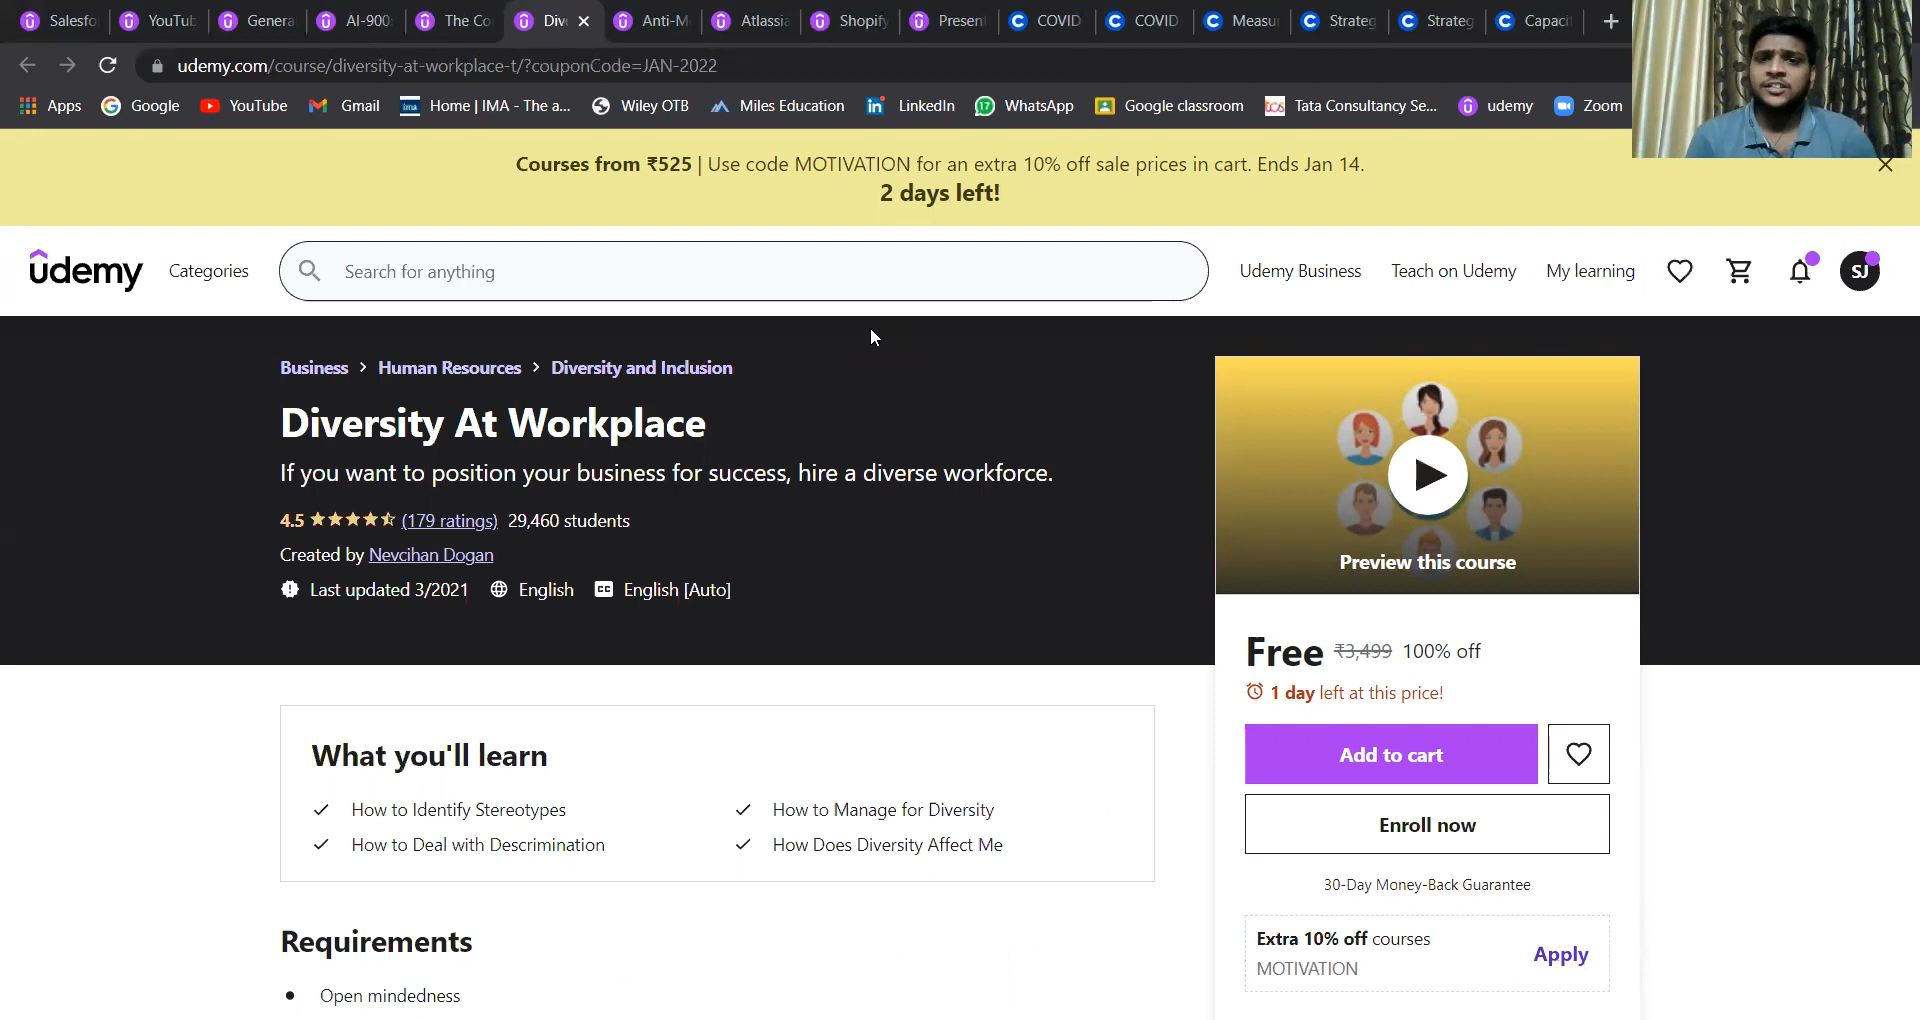 Salesfo
YouTub
Genera
AI-900
The Co
Dive
Anti-M
Atlassia
Shopify
Present
COVID
COVID
Measur
Strateg
Strateg
Capacit
udemy.com/course/diversity-at-workplace-t/?couponCode=JAN-2022
Apps Google YouTube Gmail Home | IMA - The a... Wiley OTB Miles Education LinkedIn 17 WhatsApp Google classroom Tata Consultancy Se... udemy Zoom
Courses from ₹525 | Use code MOTIVATION for an extra 10% off sale prices in cart. Ends Jan 14.
2 days left!
udemy Categories Search for anything Udemy Business Teach on Udemy My learning SJ
Business > Human Resources > Diversity and Inclusion
Diversity At Workplace
If you want to position your business for success, hire a diverse workforce.
4.5 (179 ratings) 29,460 students
Created by Nevcihan Dogan
Last updated 3/2021 English CC English [Auto]
Preview this course
Free ₹3,499 100% off
1 day left at this price!
Add to cart
Enroll now
30-Day Money-Back Guarantee
Extra 10% off courses
MOTIVATION
Apply
What you'll learn
How to Identify Stereotypes
How to Manage for Diversity
How to Deal with Descrimination
How Does Diversity Affect Me
Requirements
Open mindedness